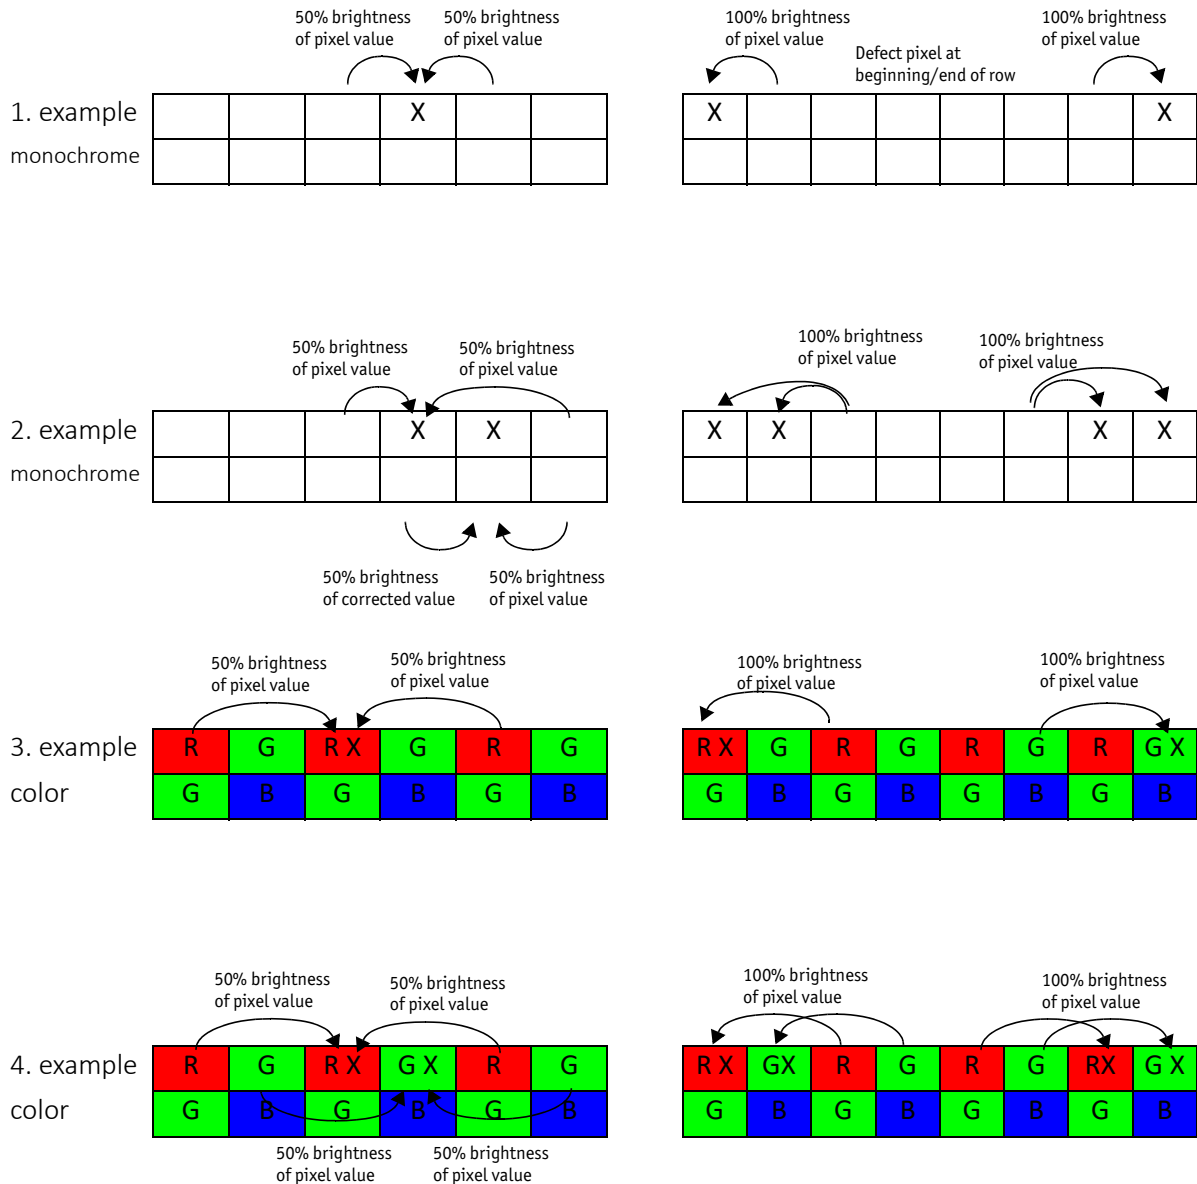 50% brightness 50% brightness 100% brightness 100% brightness
of pixel value of pixel value of pixel value of pixel value
Defect pixel at
beginning/end of row
1. example X X X
monochrome
50% brightness 50% brightness 100% brightness 100% brightness
of pixel value of pixel value of pixel value of pixel value
2. example X X X X X X
monochrome
50% brightness 50% brightness
of corrected value of pixel value
50% brightness 50% brightness 100% brightness 100% brightness
of pixel value of pixel value of pixel value of pixel value
3. example R G R X G R G R X G R G R G R G X
color G B G B G B G B G B G B G B
50% brightness 50% brightness 100% brightness 100% brightness
of pixel value of pixel value of pixel value of pixel value
4. example R G R X G X R G R X GX R G R G RX G X
color G B G B G B G B G B G B G B
50% brightness 50% brightness
of pixel value of pixel value